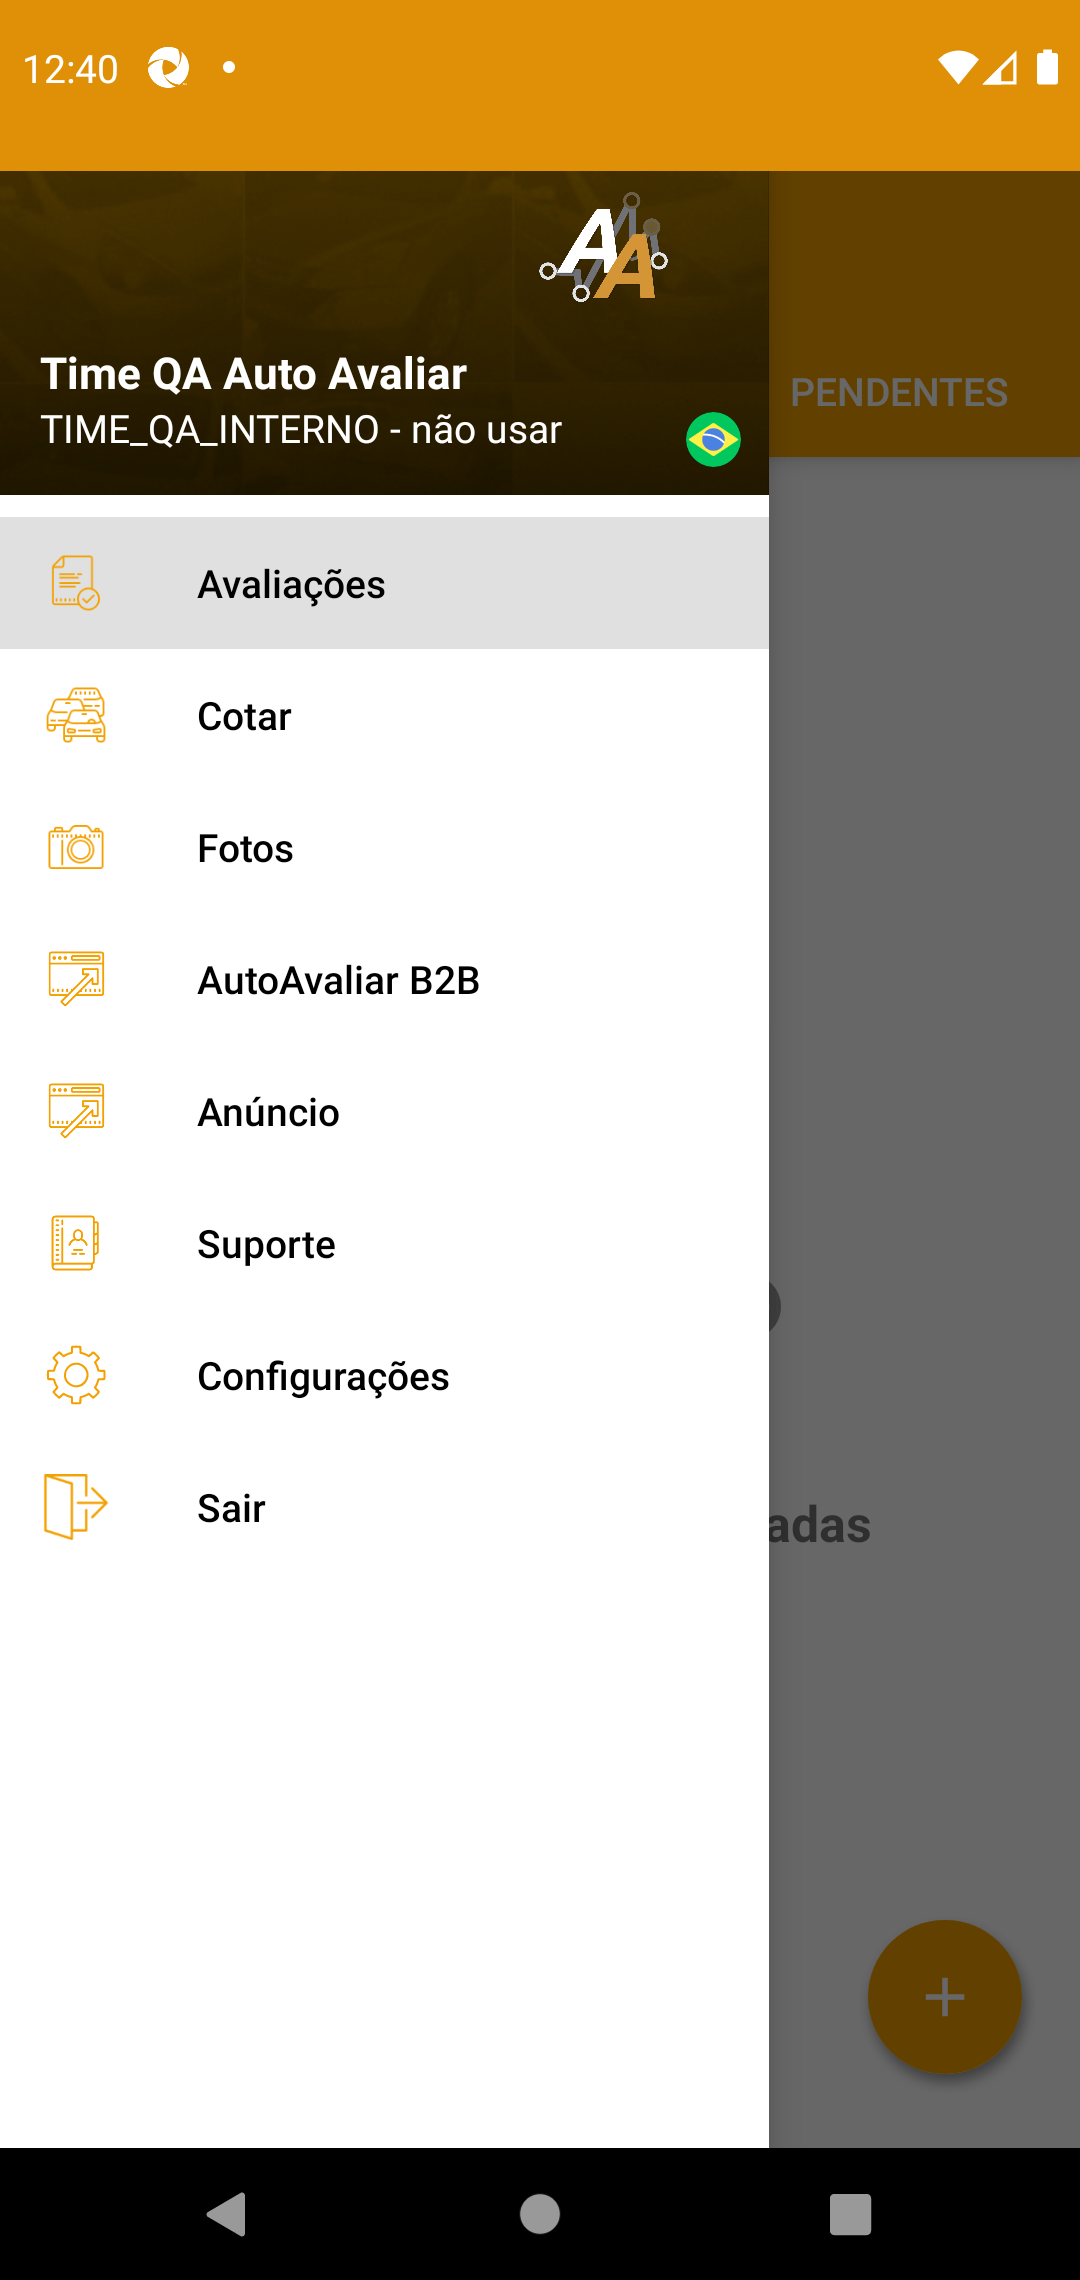 12:40
AA
Time QA Auto Avaliar
TIME_QA_INTERNO - não usar
PENDENTES
Avaliações
Cotar
Fotos
AutoAvaliar B2B
Anúncio
Suporte
Configurações
adas
Sair